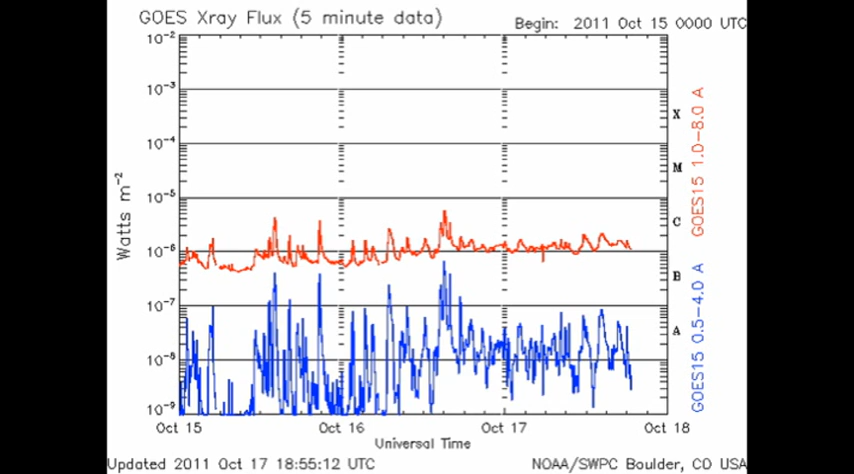 GOES Xray Flux (5 minute data)
Begin: 2011 Oct 15 0000 UTC
10⁻²
10⁻³
10⁻⁴
10⁻⁵
10⁻⁶
10⁻⁷
10⁻⁸
10⁻⁹
Watts m⁻²
X
M
C
B
A
GOES15 1.0-8.0 A
GOES15 0.5-4.0 A
Oct 15
Oct 16
Oct 17
Oct 18
Universal Time
Updated 2011 Oct 17 18:55:12 UTC
NOAA/SWPC Boulder, CO USA